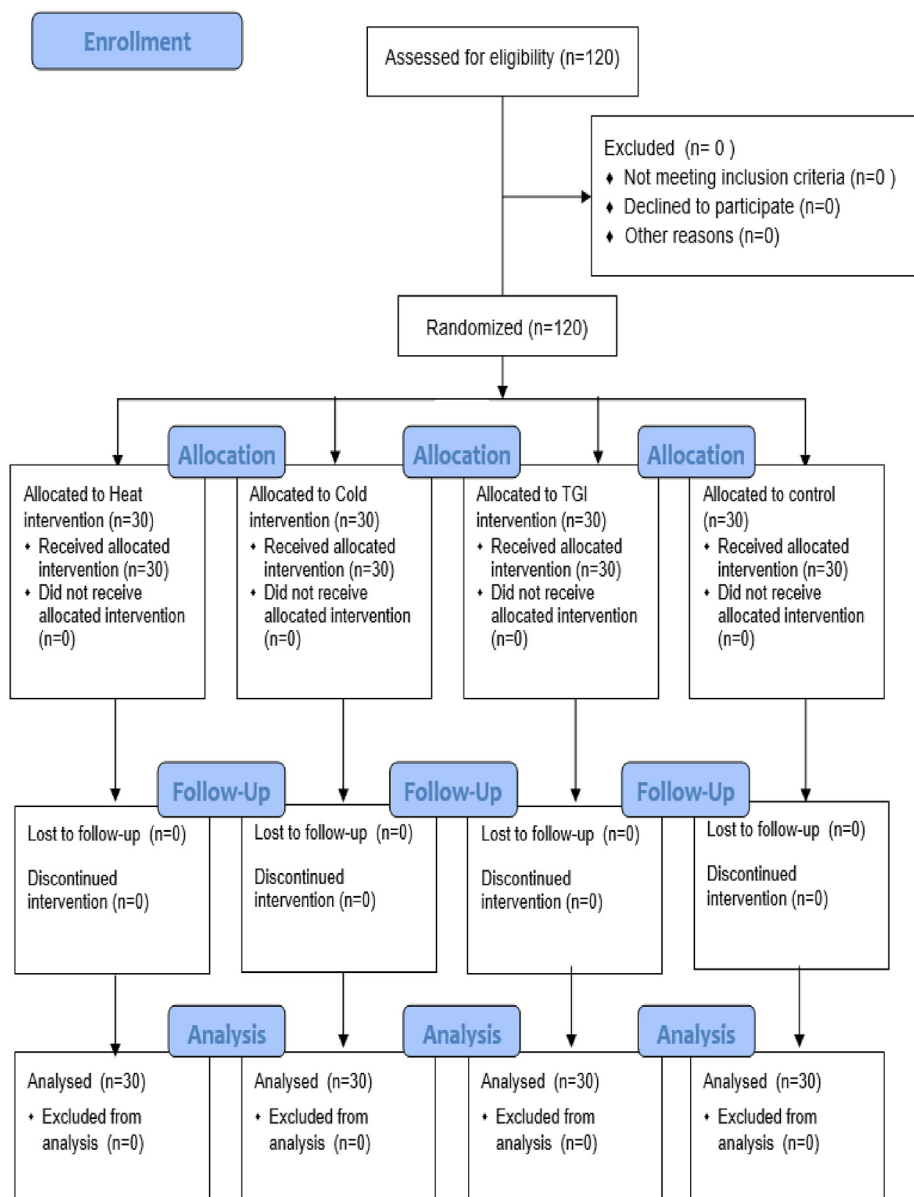 Enrollment
Assessed for eligibility (n=120)
Excluded (n= 0 )
♦ Not meeting inclusion criteria (n=0 )
♦ Declined to participate (n=0)
♦ Other reasons (n=0)
Randomized (n=120)
Allocation
Allocation
Allocation
Allocated to Heat
intervention (n=30)
♦ Received allocated
intervention (n=30)
♦ Did not receive
allocated intervention
(n=0)
Allocated to Cold
intervention (n=30)
♦ Received allocated
intervention (n=30)
♦ Did not receive
allocated intervention
(n=0)
Allocated to TGI
intervention (n=30)
♦ Received allocated
intervention (n=30)
♦ Did not receive
allocated intervention
(n=0)
Allocated to control
(n=30)
♦ Received allocated
intervention (n=30)
♦ Did not receive
allocated intervention
(n=0)
Follow-Up
Follow-Up
Follow-Up
Lost to follow-up (n=0)
Discontinued
intervention (n=0)
Lost to follow-up (n=0)
Discontinued
intervention (n=0)
Lost to follow-up (n=0)
Discontinued
intervention (n=0)
Lost to follow-up (n=0)
Discontinued
intervention (n=0)
Analysis
Analysis
Analysis
Analysed (n=30)
♦ Excluded from
analysis (n=0)
Analysed (n=30)
♦ Excluded from
analysis (n=0)
Analysed (n=30)
♦ Excluded from
analysis (n=0)
Analysed (n=30)
♦ Excluded from
analysis (n=0)